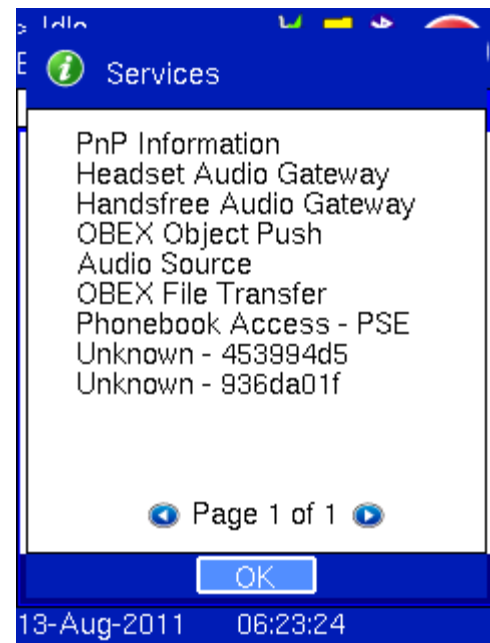 > Idle
E
Services
PnP Information
Headset Audio Gateway
Handsfree Audio Gateway
OBEX Object Push
Audio Source
OBEX File Transfer
Phonebook Access - PSE
Unknown - 453994d5
Unknown - 936da01f
Page 1 of 1
OK
13-Aug-2011 06:23:24